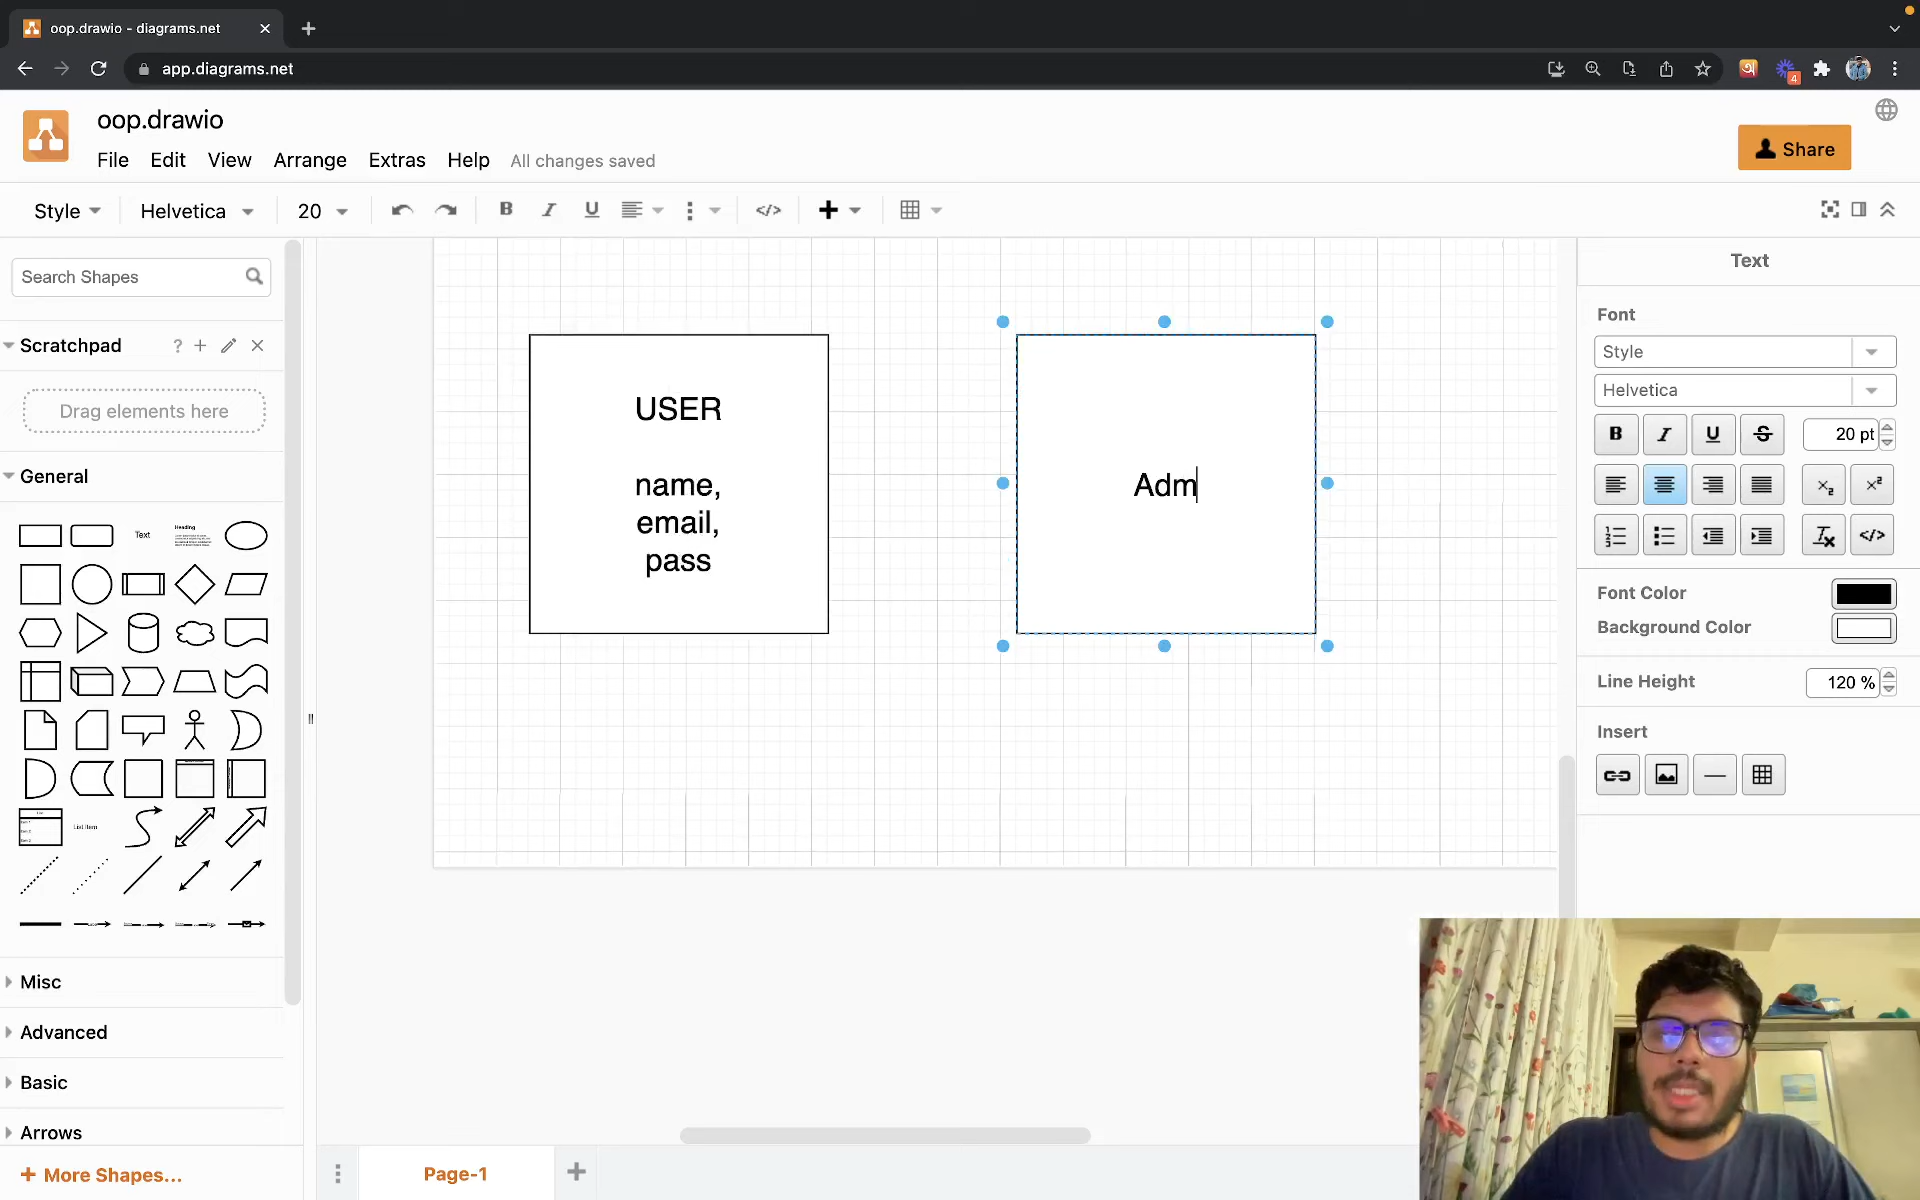 oop.drawio - diagrams.net
app.diagrams.net
4
oop.drawio
File Edit View Arrange Extras Help All changes saved
Share
Style Helvetica 20 B I U
Search Shapes
Scratchpad ?
Drag elements here
General
Text Heading
List Item
Misc
Advanced
Basic
Arrows
+ More Shapes...
USER
name,
email,
pass
Adm
Page-1
Text
Font
Style
Helvetica
B I U S 20 pt
Font Color
Background Color
Line Height 120 %
Insert